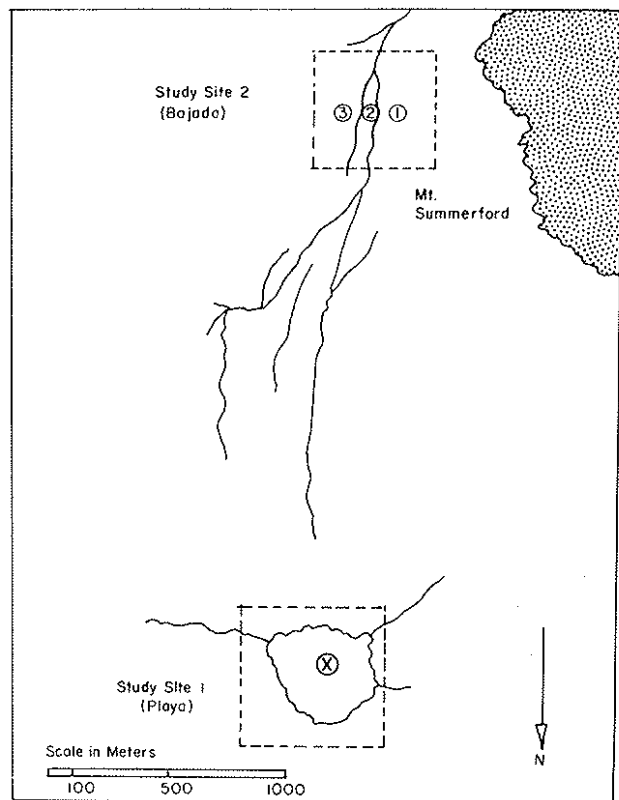 Study Site 2
(Bajada)
③ ② ①
Mt.
Summerford
Study Site 1
(Playa)
X
N
Scale in Meters
100 500 1000